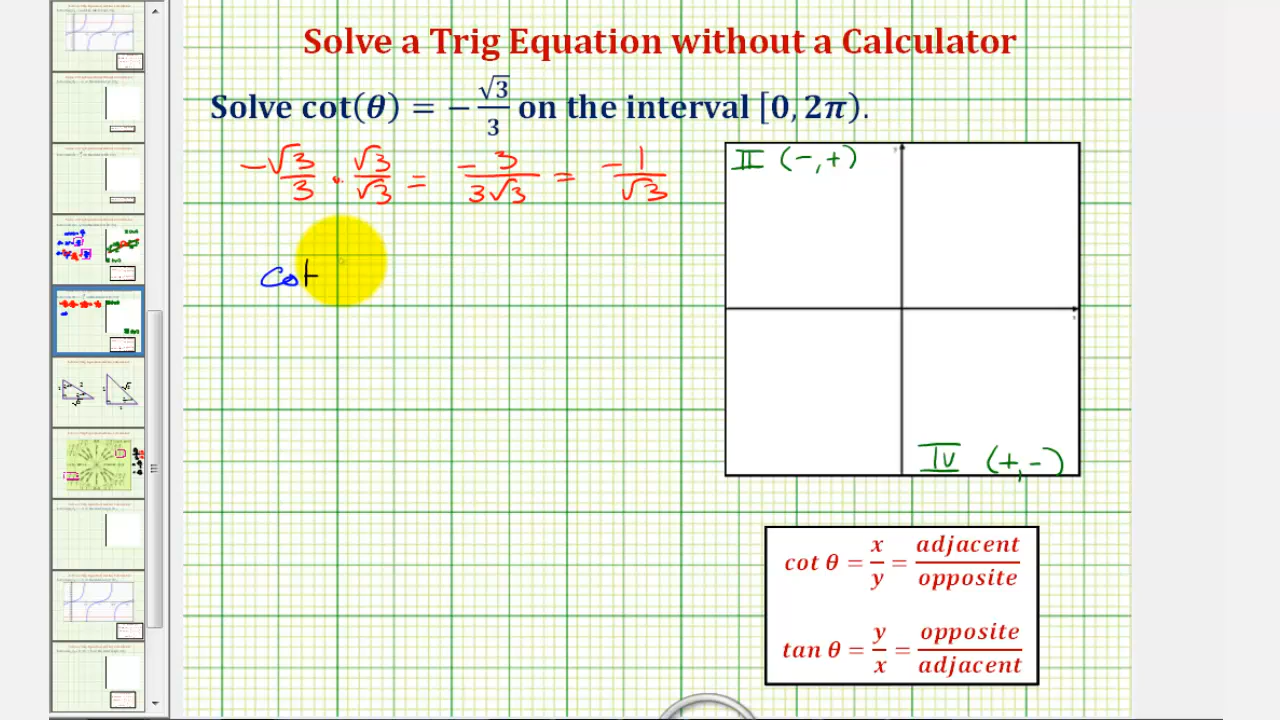 Solve a Trig Equation without a Calculator
Solve cot(θ) = −√3/3 on the interval [0, 2π).
−√3/3 · √3/√3 = −3/3√3 = −1/√3
II (−,+)
y
cot
x
IV (+,−)
cot θ = x/y = adjacent/opposite
tan θ = y/x = opposite/adjacent